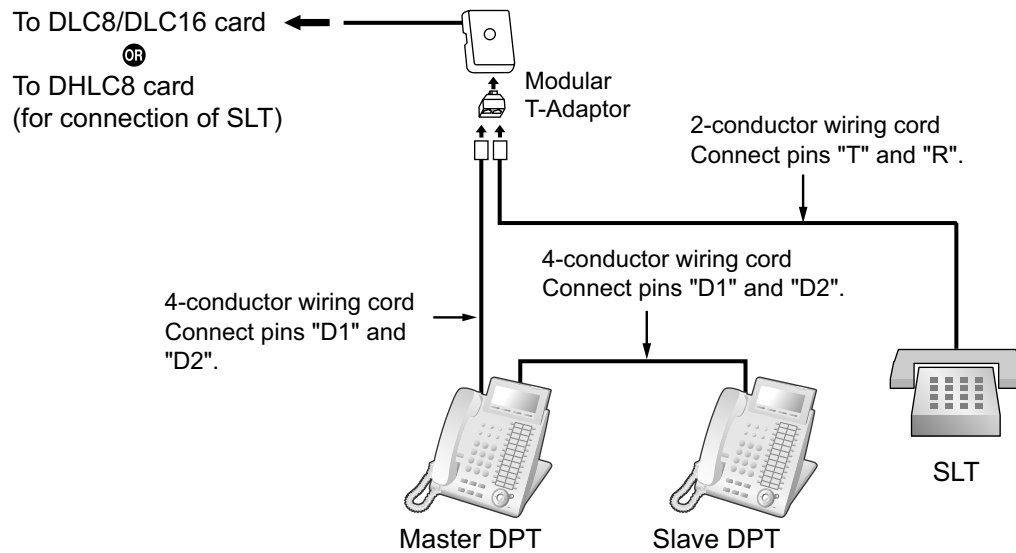 To DLC8/DLC16 card
OR
To DHLC8 card
(for connection of SLT)
Modular
T-Adaptor
2-conductor wiring cord
Connect pins "T" and "R".
4-conductor wiring cord
Connect pins "D1" and "D2".
4-conductor wiring cord
Connect pins "D1" and
"D2".
SLT
Master DPT
Slave DPT